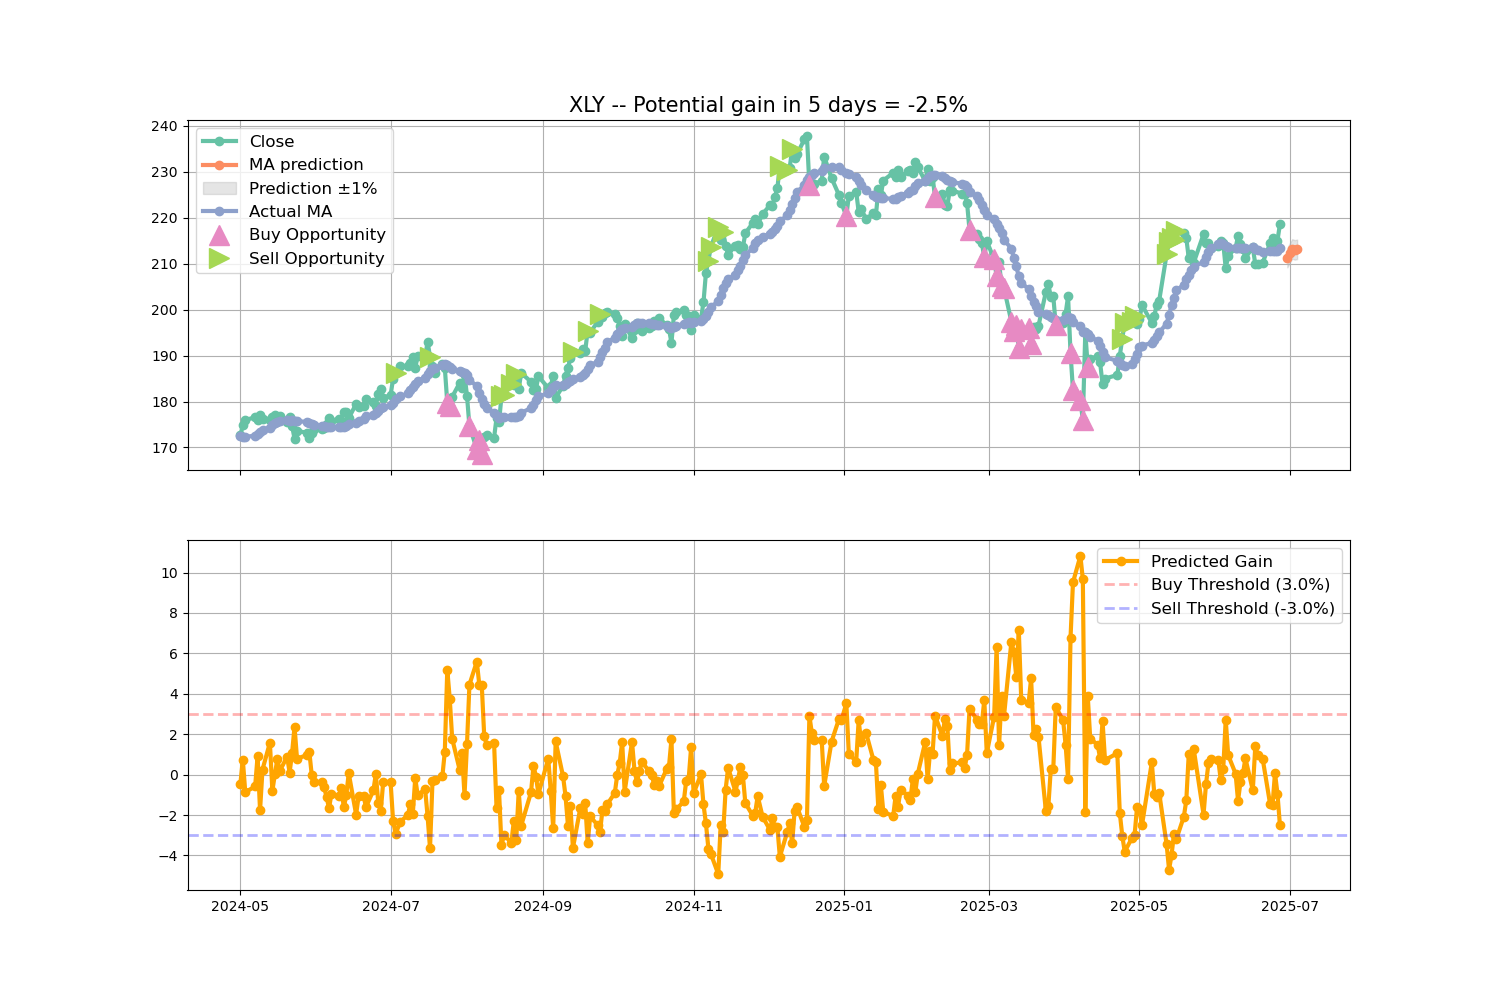 XLY -- Potential gain in 5 days = -2.5%
240
230
220
210
200
190
180
170
Close
MA prediction
Prediction ±1%
Actual MA
Buy Opportunity
Sell Opportunity
10
8
6
4
2
0
−2
−4
Predicted Gain
Buy Threshold (3.0%)
Sell Threshold (-3.0%)
2024-05
2024-07
2024-09
2024-11
2025-01
2025-03
2025-05
2025-07